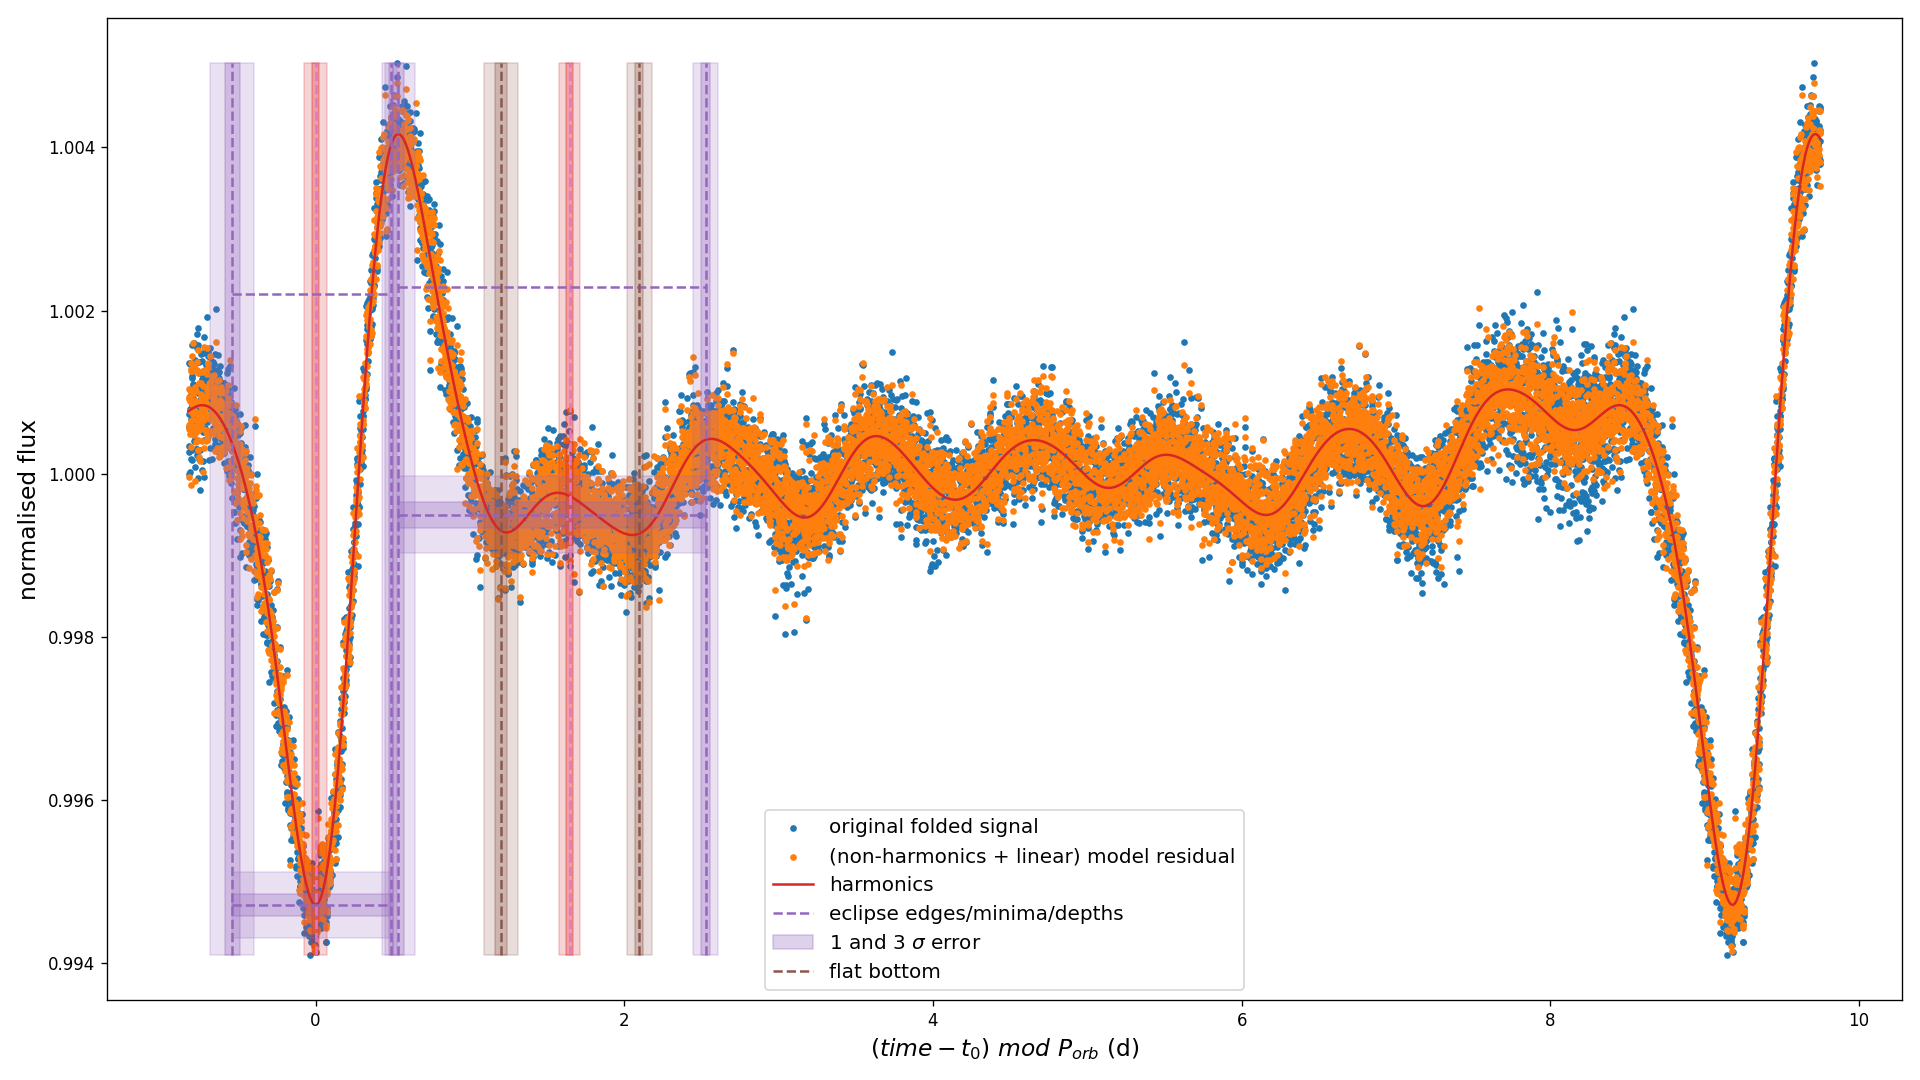 normalised flux
1.004
1.002
1.000
0.998
0.996
0.994
original folded signal
(non-harmonics + linear) model residual
harmonics
eclipse edges/minima/depths
1 and 3 σ error
flat bottom
0 2 4 6 8 10
(time − t₀) mod Pₒᵣb (d)